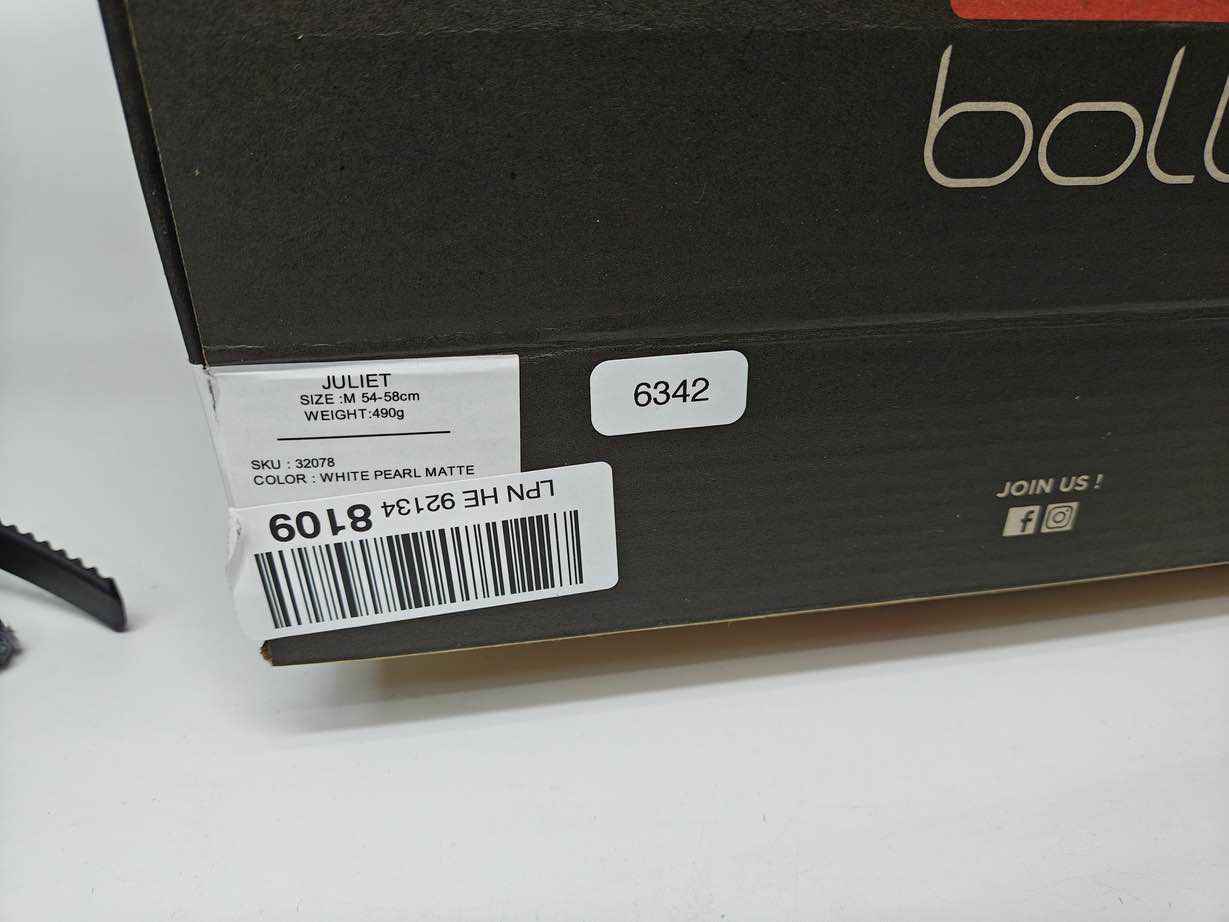 boll
JULIET
SIZE :M 54-58cm
WEIGHT:490g
6342
SKU : 32078
COLOR : WHITE PEARL MATTE
LPN HE 92134 8109
JOIN US !